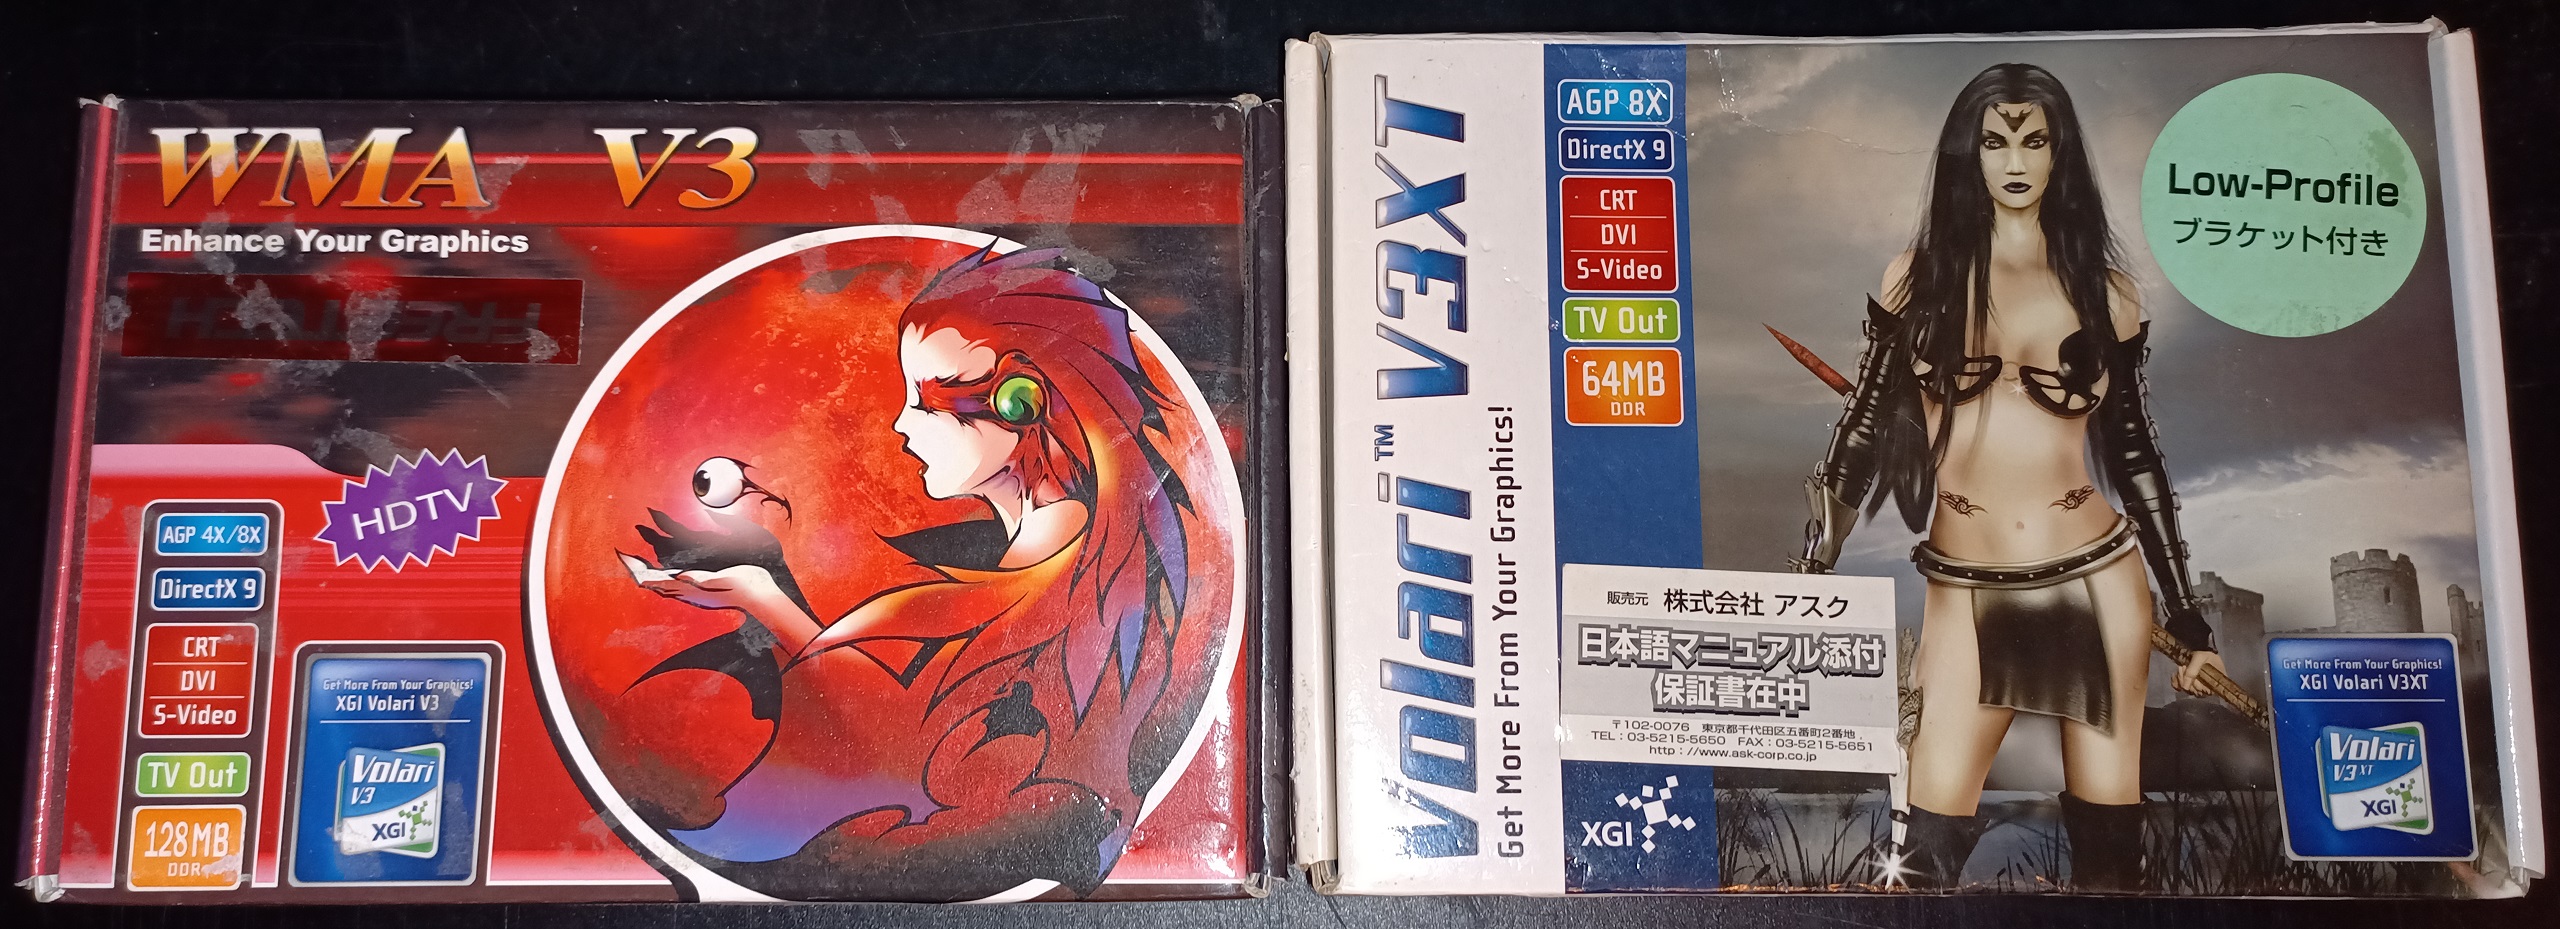 WMA V3
Enhance Your Graphics
HDTV
AGP 4X/8X
DirectX 9
CRT
DVI
S-Video
TV Out
128MB
DDR
Get More From Your Graphics!
XGI Volari V3
Volari
V3
XGI
Volari™ V3XT
Get More From Your Graphics!
AGP 8X
DirectX 9
CRT
DVI
S-Video
TV Out
64MB
DDR
Low-Profile
ブラケット付き
販売元 株式会社 アスク
日本語マニュアル添付
保証書在中
〒102-0076 東京都千代田区五番町2番地
TEL:03-5215-5650 FAX:03-5215-5651
http://www.ask-corp.co.jp
XGI
Get More From Your Graphics!
XGI Volari V3XT
Volari
V3XT
XGI